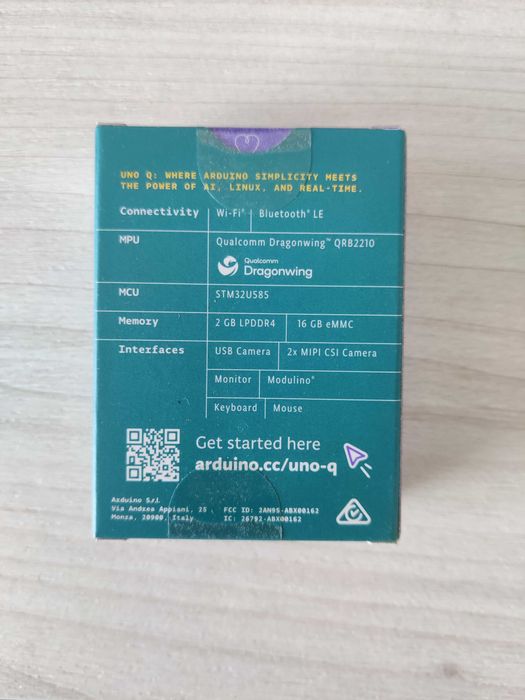 UNO Q: WHERE ARDUINO SIMPLICITY MEETS
THE POWER OF AI, LINUX, AND REAL-TIME.
Connectivity Wi-Fi® Bluetooth® LE
MPU Qualcomm Dragonwing™ QRB2210
Qualcomm
Dragonwing
MCU STM32U585
Memory 2 GB LPDDR4 16 GB eMMC
Interfaces USB Camera 2x MIPI CSI Camera
Monitor Modulino®
Keyboard Mouse
Get started here
arduino.cc/uno-q
Arduino S.r.l.
Via Andrea Appiani, 25 FCC ID: 2AN9S-ABX00162
Monza, 20900, Italy IC: 26792-ABX00162